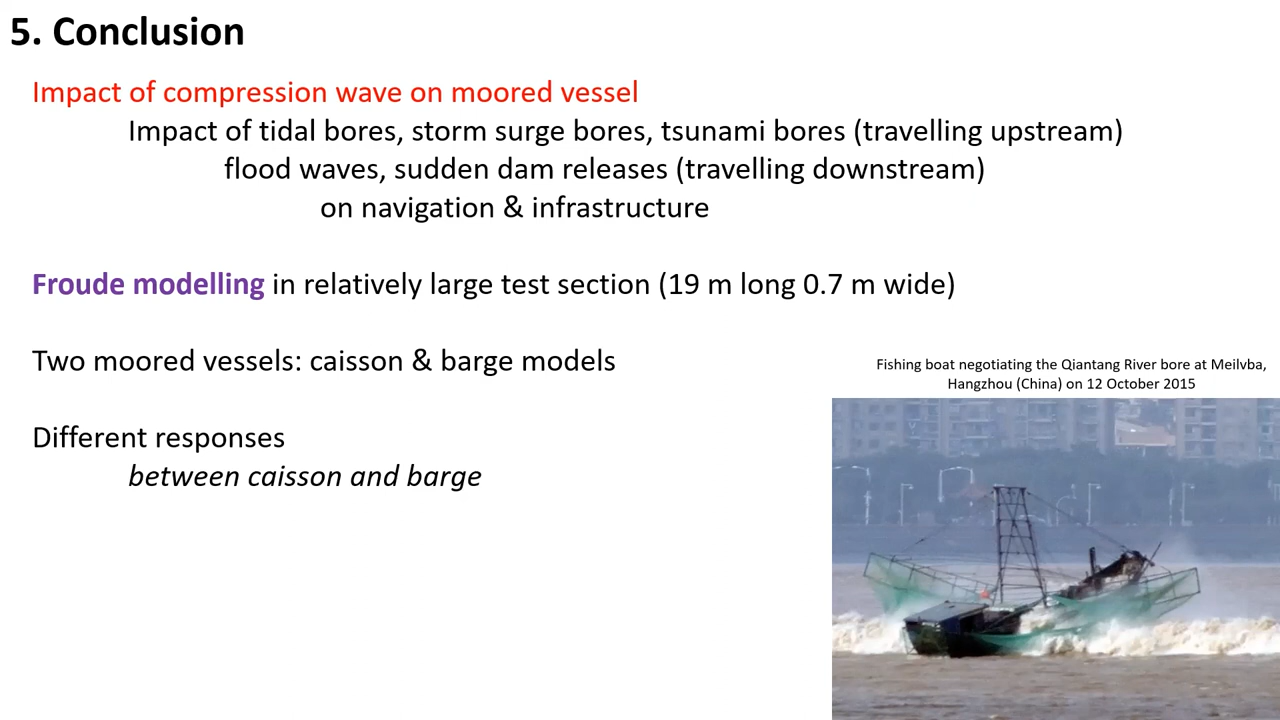 5. Conclusion
Impact of compression wave on moored vessel
Impact of tidal bores, storm surge bores, tsunami bores (travelling upstream)
flood waves, sudden dam releases (travelling downstream)
on navigation & infrastructure
Froude modelling in relatively large test section (19 m long 0.7 m wide)
Two moored vessels: caisson & barge models
Different responses
between caisson and barge
Fishing boat negotiating the Qiantang River bore at Meilvba,
Hangzhou (China) on 12 October 2015